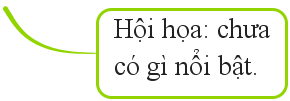 Hội họa: chưa
có gì nổi bật.